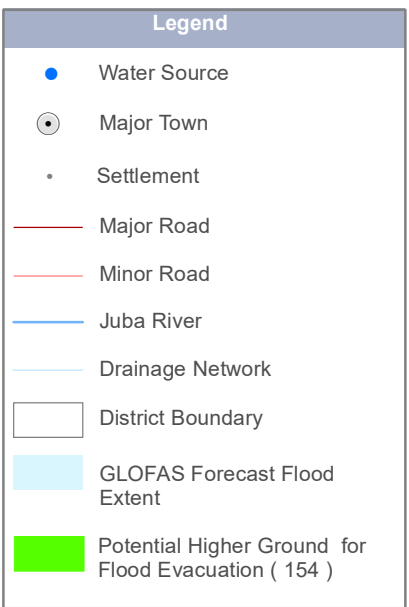 Legend
Water Source
Major Town
Settlement
Major Road
Minor Road
Juba River
Drainage Network
District Boundary
GLOFAS Forecast Flood
Extent
Potential Higher Ground for
Flood Evacuation ( 154 )